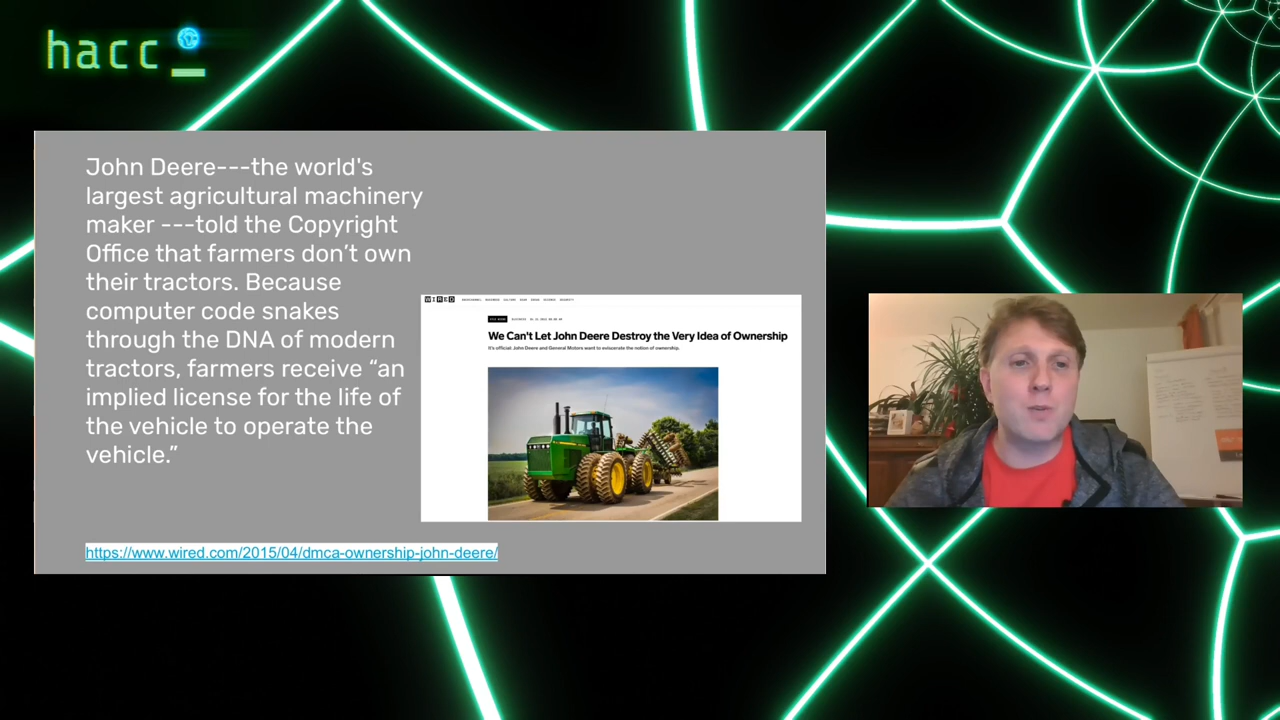 hacc_
John Deere---the world's
largest agricultural machinery
maker ---told the Copyright
Office that farmers don’t own
their tractors. Because
computer code snakes
through the DNA of modern
tractors, farmers receive “an
implied license for the life of
the vehicle to operate the
vehicle.”
WIRED
We Can't Let John Deere Destroy the Very Idea of Ownership
It's official: John Deere and General Motors want to eviscerate the notion of ownership.
https://www.wired.com/2015/04/dmca-ownership-john-deere/